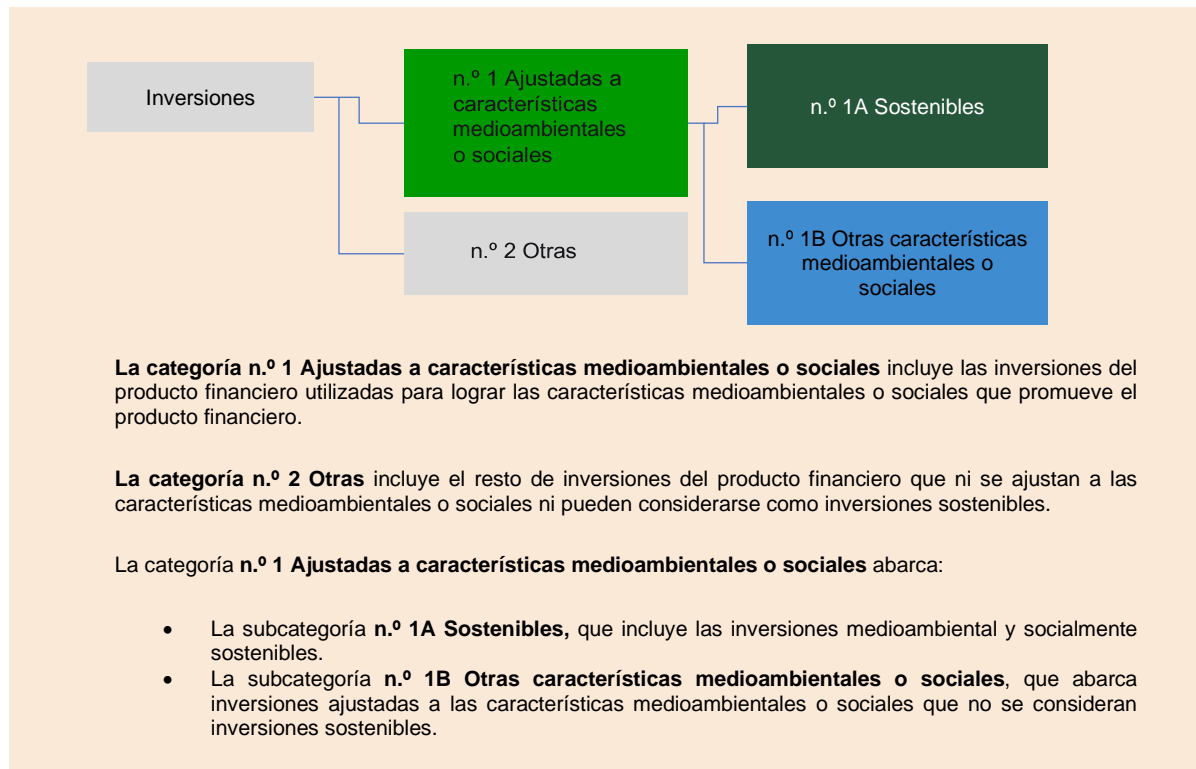 Inversiones
n.º 1 Ajustadas a
características
medioambientales
o sociales
n.º 2 Otras
n.º 1A Sostenibles
n.º 1B Otras características
medioambientales o
sociales
La categoría n.º 1 Ajustadas a características medioambientales o sociales incluye las inversiones del
producto financiero utilizadas para lograr las características medioambientales o sociales que promueve el
producto financiero.
La categoría n.º 2 Otras incluye el resto de inversiones del producto financiero que ni se ajustan a las
características medioambientales o sociales ni pueden considerarse como inversiones sostenibles.
La categoría n.º 1 Ajustadas a características medioambientales o sociales abarca:
• La subcategoría n.º 1A Sostenibles, que incluye las inversiones medioambiental y socialmente
sostenibles.
• La subcategoría n.º 1B Otras características medioambientales o sociales, que abarca
inversiones ajustadas a las características medioambientales o sociales que no se consideran
inversiones sostenibles.